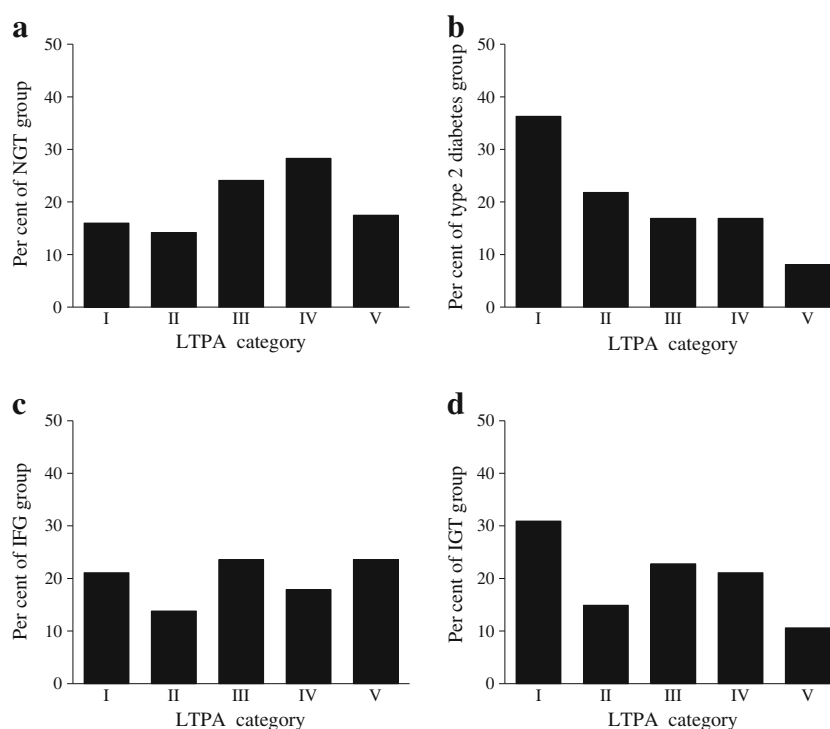 a
Per cent of NGT group
50
40
30
20
10
0
I II III IV V
LTPA category
b
Per cent of type 2 diabetes group
50
40
30
20
10
0
I II III IV V
LTPA category
c
Per cent of IFG group
50
40
30
20
10
0
I II III IV V
LTPA category
d
Per cent of IGT group
50
40
30
20
10
0
I II III IV V
LTPA category